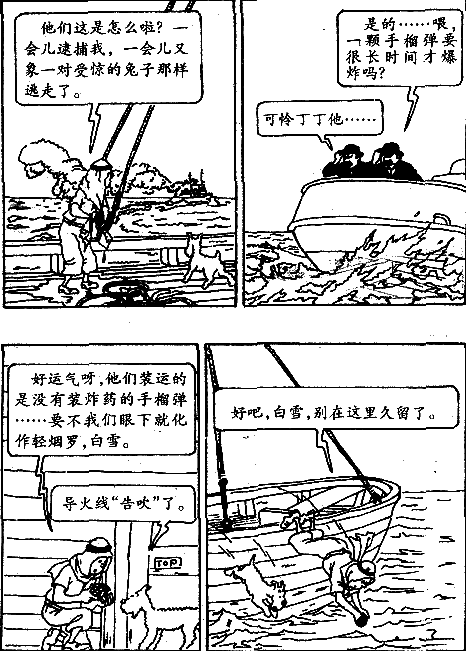 他们这是怎么啦？一
会儿逮捕我，一会儿又
象一对受惊的兔子那样
逃走了。
是的……喂，
一颗手榴弹要
很长时间才爆
炸吗？
可怜丁丁他……
好运气呀，他们装运的
是没有装炸药的手榴弹
……要不我们眼下就化
作轻烟罗，白雪。
导火线“告吹”了。
TOP
好吧，白雪，别在这里久留了。